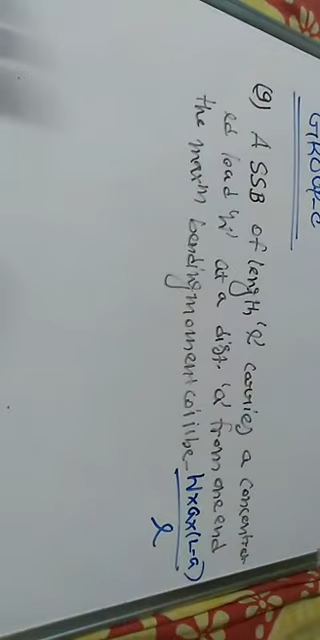 GROUP-C
(9) A SSB of length 'l' carries a concentrat
ed load 'W' at a dist. 'a' from one end
the maxm bending moment will be- W×a×(l-a)
l